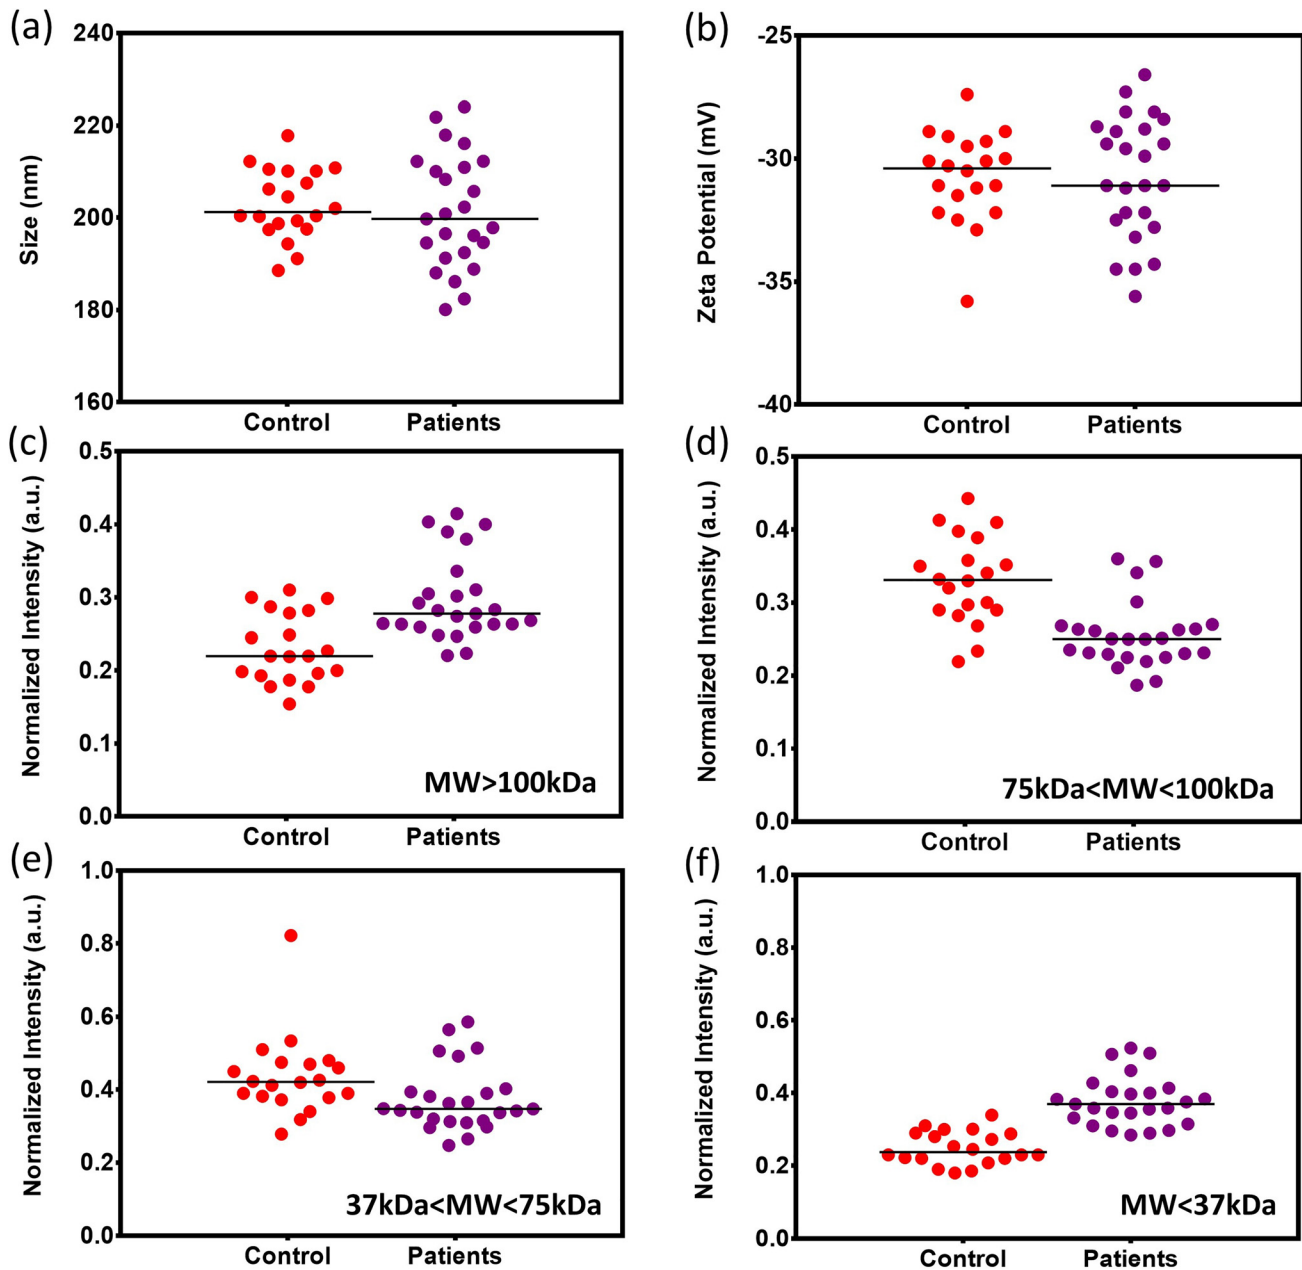 (a)
240
220
200
180
160
Size (nm)
Control
Patients
(b)
-25
-30
-35
-40
Zeta Potential (mV)
Control
Patients
(c)
0.5
0.4
0.3
0.2
0.1
0.0
Normalized Intensity (a.u.)
MW>100kDa
Control
Patients
(d)
0.5
0.4
0.3
0.2
0.1
0.0
Normalized Intensity (a.u.)
75kDa<MW<100kDa
Control
Patients
(e)
1.0
0.8
0.6
0.4
0.2
0.0
Normalized Intensity (a.u.)
37kDa<MW<75kDa
Control
Patients
(f)
1.0
0.8
0.6
0.4
0.2
0.0
Normalized Intensity (a.u.)
MW<37kDa
Control
Patients